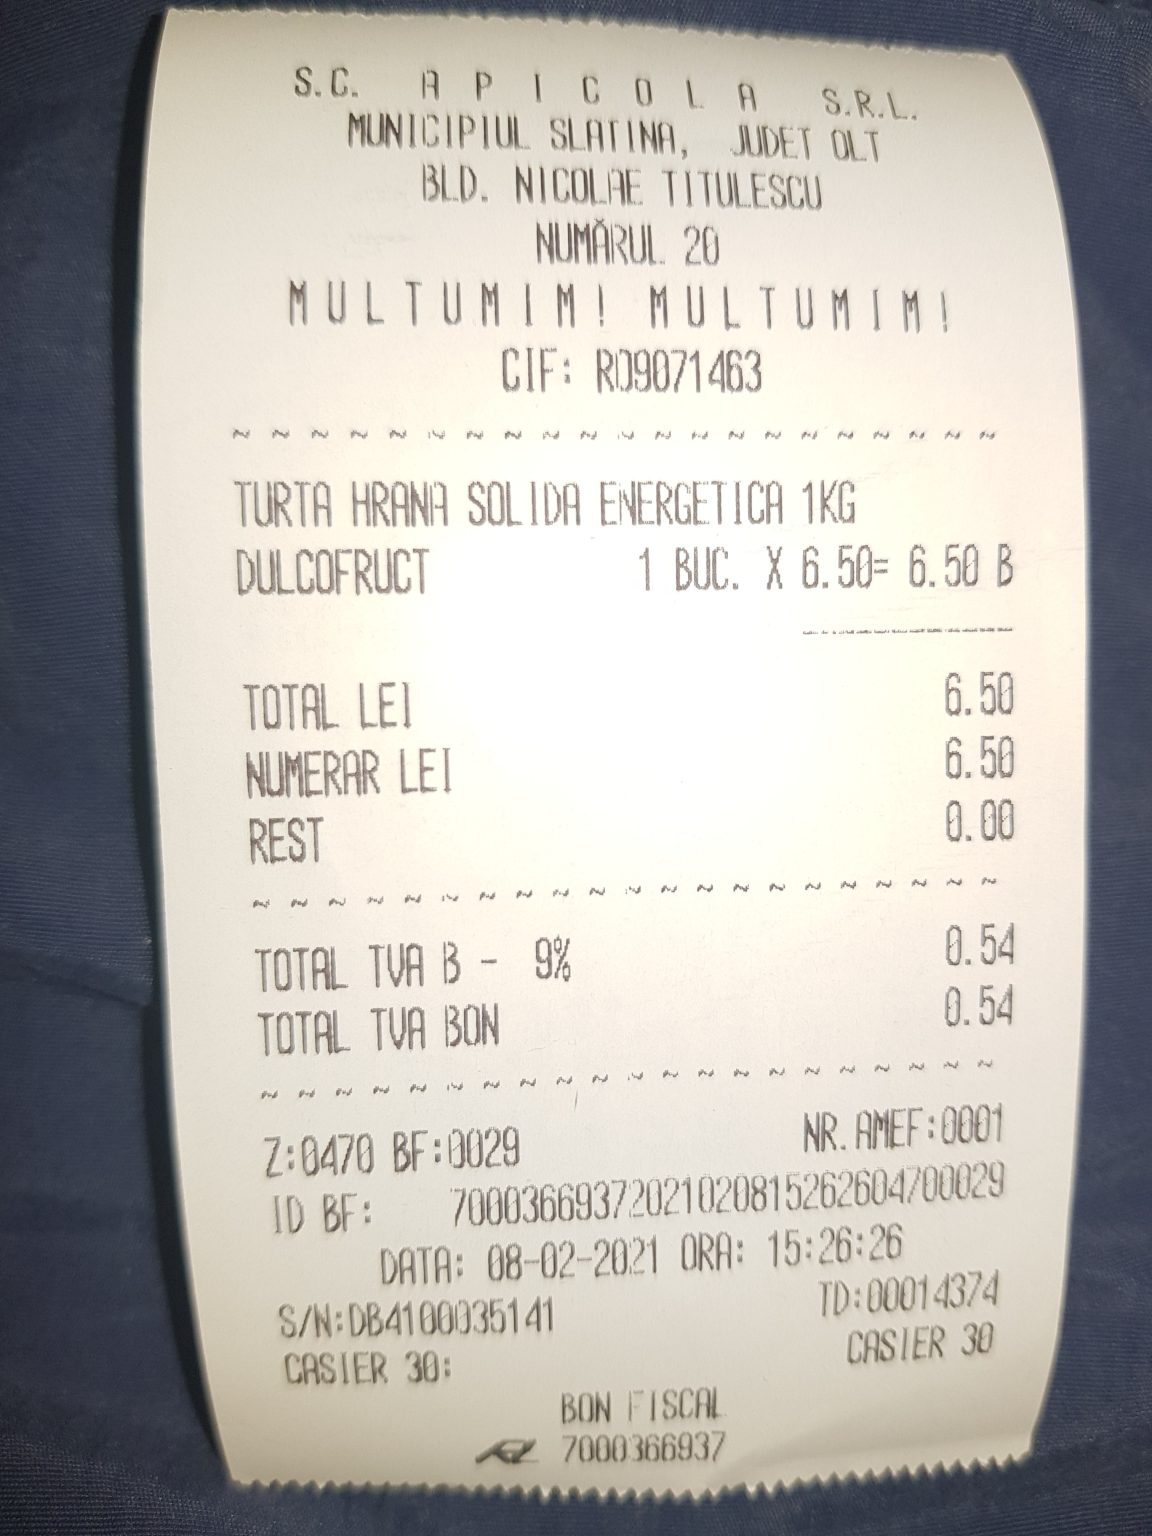 S.C. A P I C O L A S.R.L.
MUNICIPIUL SLATINA, JUDET OLT
BLD. NICOLAE TITULESCU
NUMĂRUL 20
M U L T U M I M ! M U L T U M I M !
CIF: RO9071463
~ ~ ~ ~ ~ ~ ~ ~ ~ ~ ~ ~ ~ ~ ~ ~ ~ ~ ~ ~
TURTA HRANA SOLIDA ENERGETICA 1KG
DULCOFRUCT 1 BUC. X 6.50= 6.50 B
TOTAL LEI 6.50
NUMERAR LEI 6.50
REST 0.00
~ ~ ~ ~ ~ ~ ~ ~ ~ ~ ~ ~ ~ ~ ~ ~ ~ ~ ~ ~
TOTAL TVA B - 9% 0.54
TOTAL TVA BON 0.54
~ ~ ~ ~ ~ ~ ~ ~ ~ ~ ~ ~ ~ ~ ~ ~ ~ ~ ~ ~
Z:0470 BF:0029 NR.AMEF:0001
ID BF: 70003669372021020815262604700029
DATA: 08-02-2021 ORA: 15:26:26
S/N:DB4100035141 TD:00014374
CASIER 30: CASIER 30
BON FISCAL
7000366937